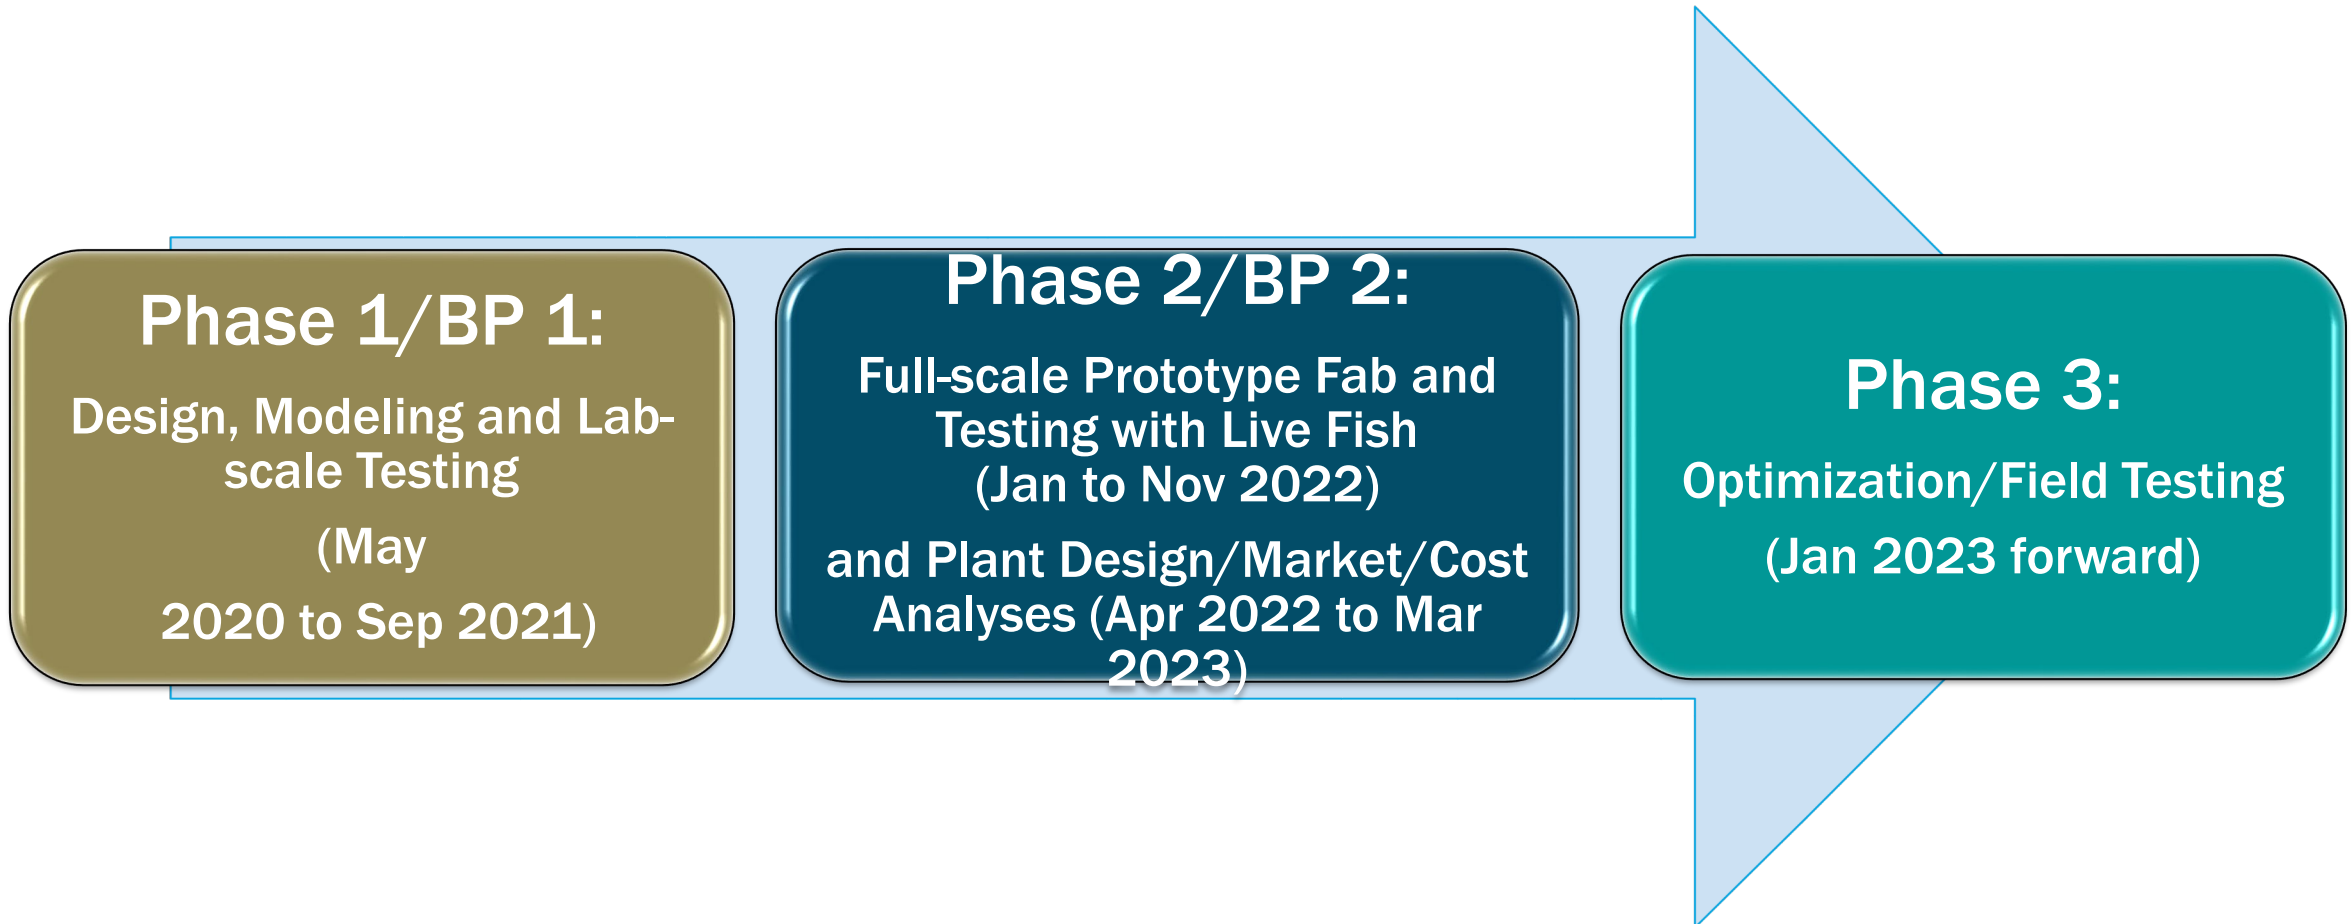 Phase 1/BP 1:
Design, Modeling and Lab-
scale Testing
(May
2020 to Sep 2021)
Phase 2/BP 2:
Full-scale Prototype Fab and
Testing with Live Fish
(Jan to Nov 2022)
and Plant Design/Market/Cost
Analyses (Apr 2022 to Mar
2023)
Phase 3:
Optimization/Field Testing
(Jan 2023 forward)